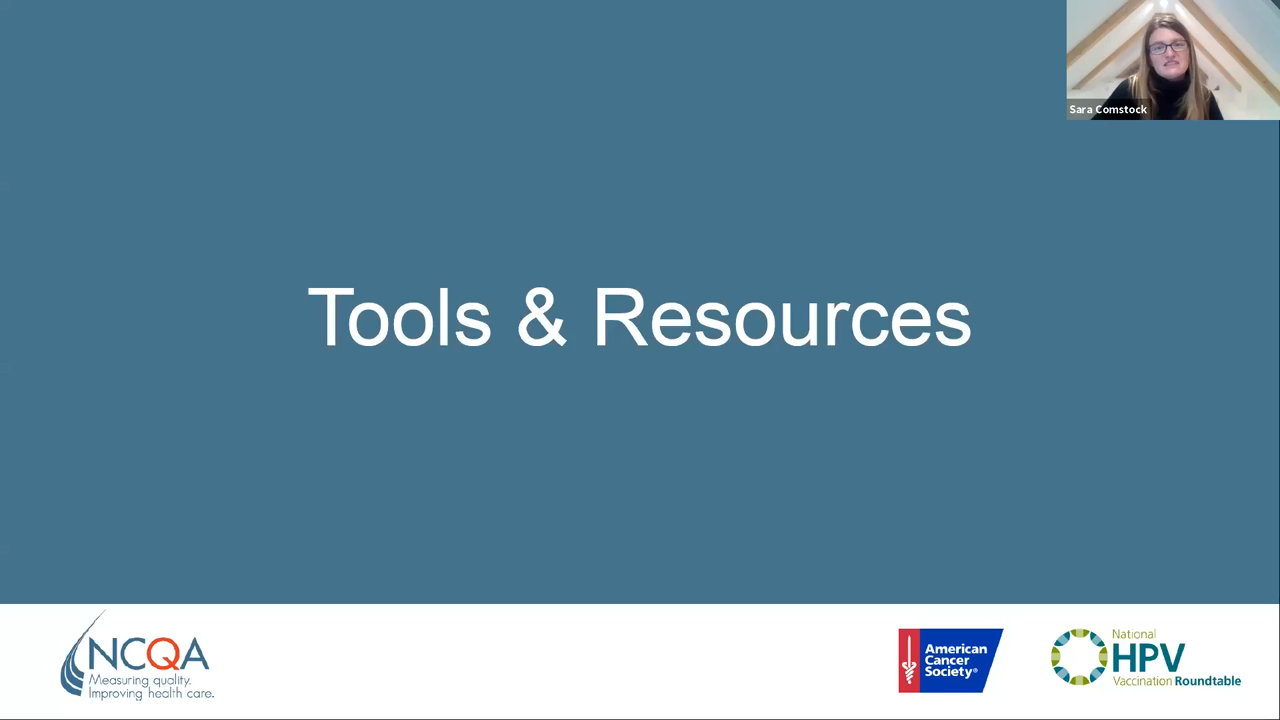 Sara Comstock
Tools & Resources
NCQA
Measuring quality.
Improving health care.
American
Cancer
Society®
National
HPV
Vaccination Roundtable